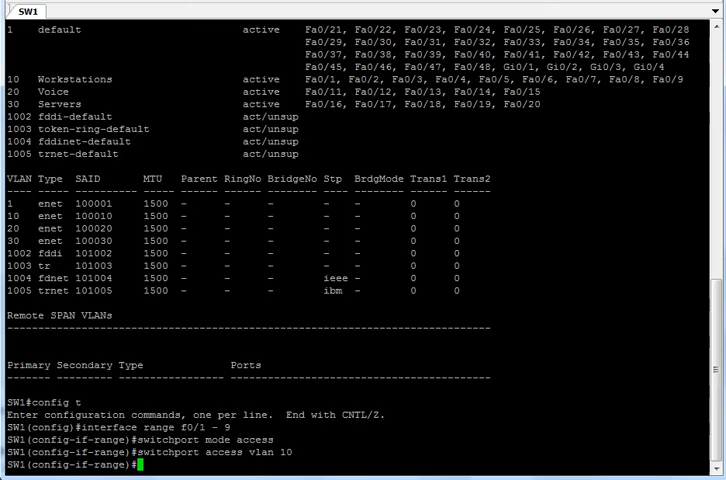 SW1
1    default                          active    Fa0/21, Fa0/22, Fa0/23, Fa0/24, Fa0/25, Fa0/26, Fa0/27, Fa0/28
                                                Fa0/29, Fa0/30, Fa0/31, Fa0/32, Fa0/33, Fa0/34, Fa0/35, Fa0/36
                                                Fa0/37, Fa0/38, Fa0/39, Fa0/40, Fa0/41, Fa0/42, Fa0/43, Fa0/44
                                                Fa0/45, Fa0/46, Fa0/47, Fa0/48, Gi0/1, Gi0/2, Gi0/3, Gi0/4
10   Workstations                     active    Fa0/1, Fa0/2, Fa0/3, Fa0/4, Fa0/5, Fa0/6, Fa0/7, Fa0/8, Fa0/9
20   Voice                            active    Fa0/11, Fa0/12, Fa0/13, Fa0/14, Fa0/15
30   Servers                          active    Fa0/16, Fa0/17, Fa0/18, Fa0/19, Fa0/20
1002 fddi-default                     act/unsup
1003 token-ring-default               act/unsup
1004 fddinet-default                  act/unsup
1005 trnet-default                    act/unsup
VLAN Type  SAID       MTU   Parent RingNo BridgeNo Stp  BrdgMode Trans1 Trans2
---- ----- ---------- ----- ------ ------ -------- ---- -------- ------ ------
1    enet  100001     1500  -      -      -        -    -        0      0
10   enet  100010     1500  -      -      -        -    -        0      0
20   enet  100020     1500  -      -      -        -    -        0      0
30   enet  100030     1500  -      -      -        -    -        0      0
1002 fddi  101002     1500  -      -      -        -    -        0      0
1003 tr    101003     1500  -      -      -        -    -        0      0
1004 fdnet 101004     1500  -      -      -        ieee -        0      0
1005 trnet 101005     1500  -      -      -        ibm  -        0      0
Remote SPAN VLANs
------------------------------------------------------------------------------
Primary Secondary Type              Ports
------- --------- ----------------- ------------------------------------------
SW1#config t
Enter configuration commands, one per line.  End with CNTL/Z.
SW1(config)#interface range f0/1 - 9
SW1(config-if-range)#switchport mode access
SW1(config-if-range)#switchport access vlan 10
SW1(config-if-range)#